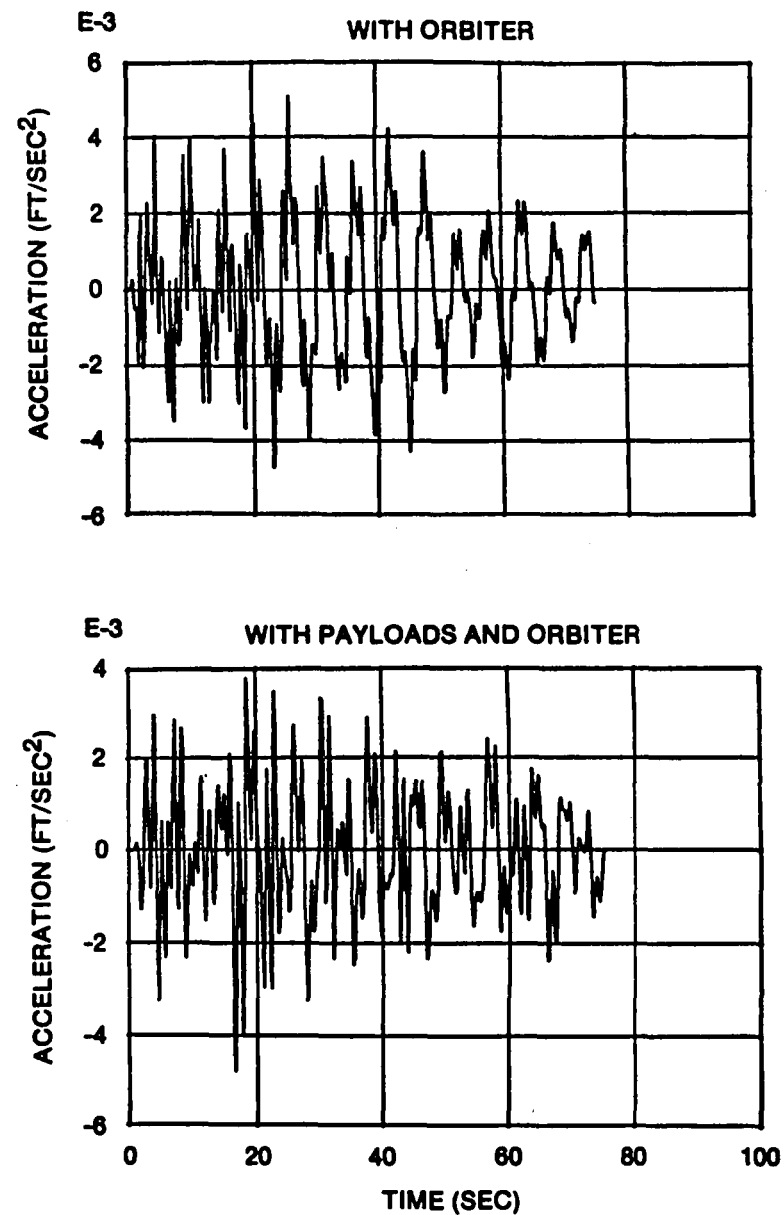 E-3
WITH ORBITER
ACCELERATION (FT/SEC2)
6
4
2
0
-2
-4
-6
E-3
WITH PAYLOADS AND ORBITER
ACCELERATION (FT/SEC2)
4
2
0
-2
-4
-6
0 20 40 60 80 100
TIME (SEC)